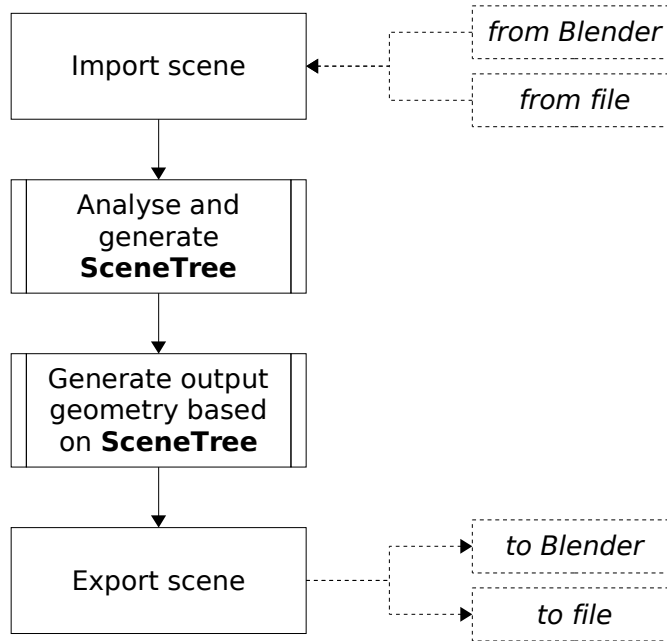 Import scene
from Blender
from file
Analyse and
generate
SceneTree
Generate output
geometry based
on SceneTree
Export scene
to Blender
to file